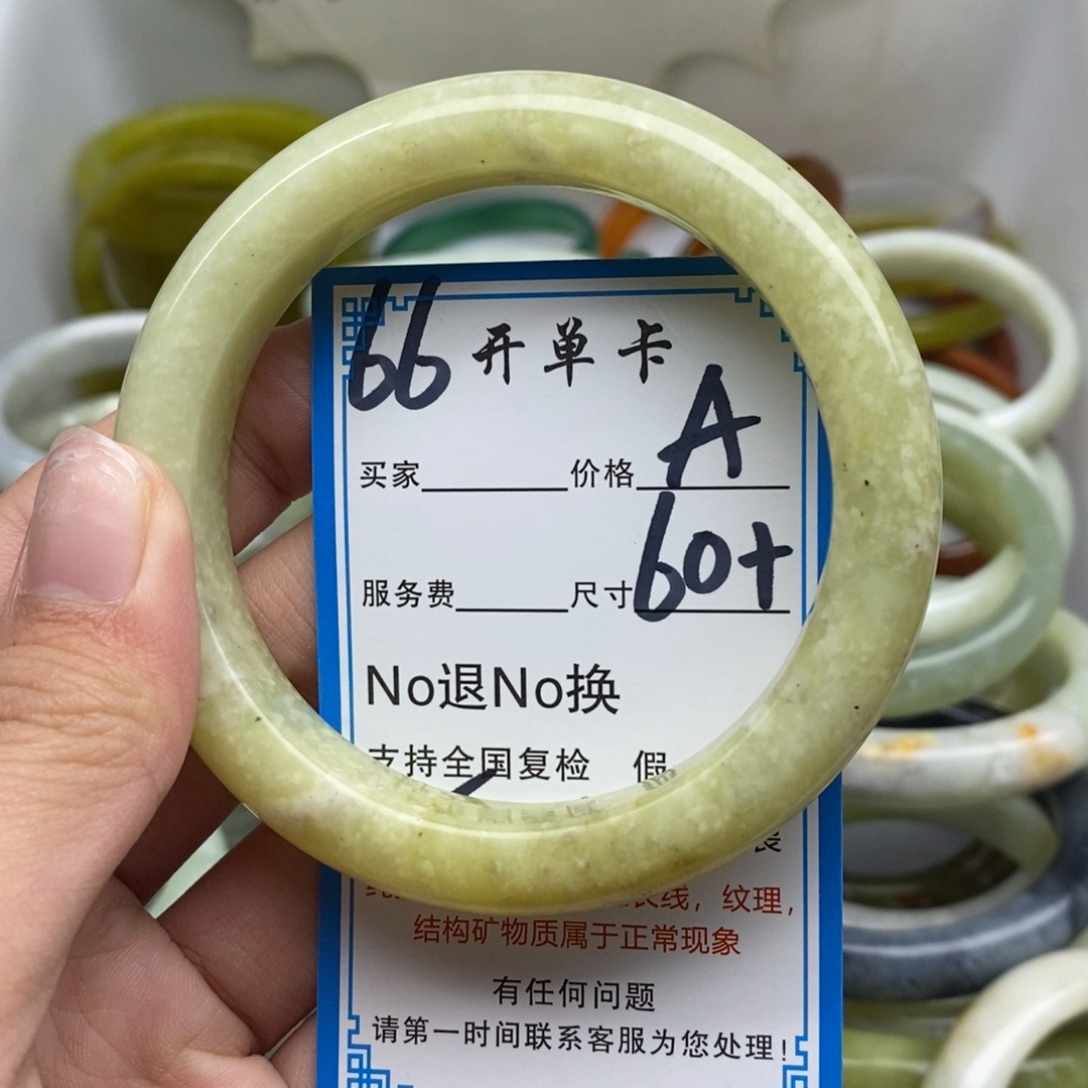 66 开单卡
买家 价格 A
服务费 尺寸 60+
No退No换
支持全国复检 假
长线，纹理，
结构矿物质属于正常现象
有任何问题
请第一时间联系客服为您处理！